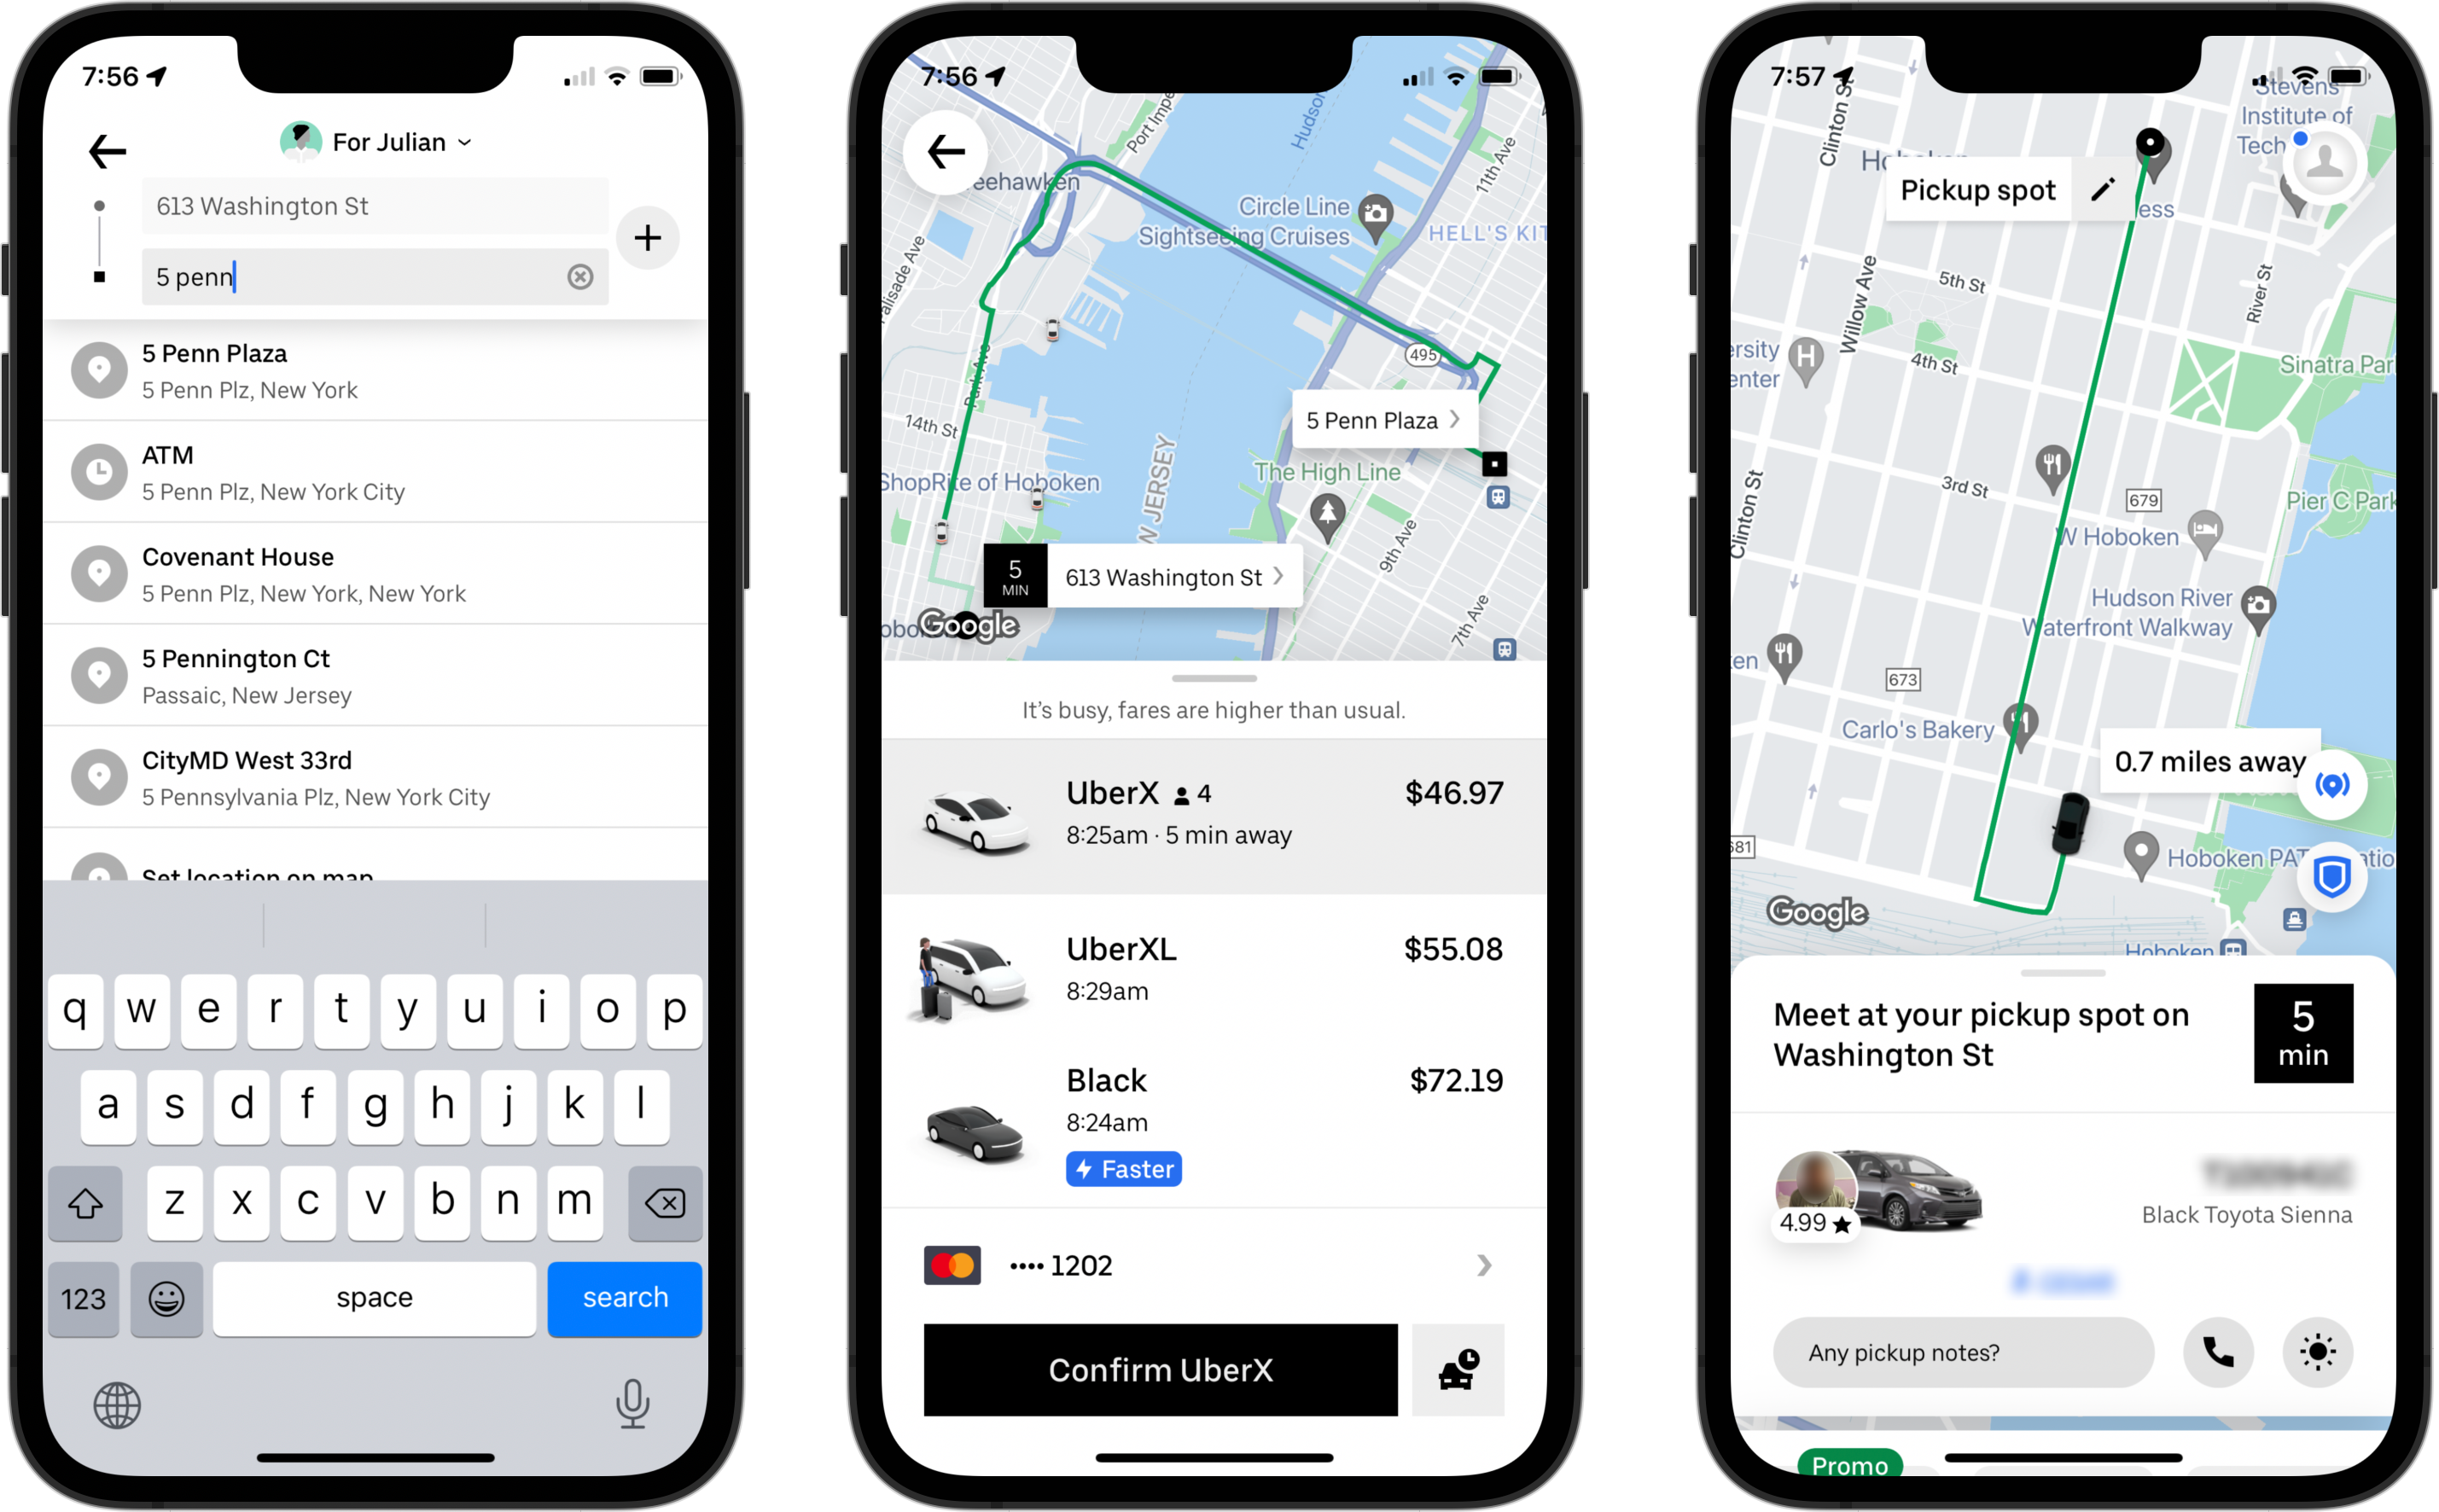 7:56
For Julian
613 Washington St
5 penn
5 Penn Plaza
5 Penn Plz, New York
ATM
5 Penn Plz, New York City
Covenant House
5 Penn Plz, New York, New York
5 Pennington Ct
Passaic, New Jersey
CityMD West 33rd
5 Pennsylvania Plz, New York City
Set location on map
q w e r t y u i o p
a s d f g h j k l
z x c v b n m
123
space
search
7:56
Port Impe
Hudson
11th Ave
eehawken
Circle Line
Sightseeing Cruises
HELL'S KIT
Palisade Ave
495
Park Ave
5 Penn Plaza
14th St
The High Line
ShopRite of Hoboken
W JERSEY
9th Ave
5
MIN
613 Washington St
7th Ave
Google
It's busy, fares are higher than usual.
UberX 4
$46.97
8:25am · 5 min away
UberXL
$55.08
8:29am
Black
$72.19
8:24am
Faster
•••• 1202
Confirm UberX
7:57
Stevens
Institute of
Tech
Clinton St
Pickup spot
ess
Willow Ave
5th St
River St
ersity
enter
H
4th St
Sinatra Par
3rd St
679
Pier C Park
Clinton St
W Hoboken
Hudson River
Waterfront Walkway
en
673
Carlo's Bakery
0.7 miles away
681
Hoboken PAT
atio
Google
Hoboken
Meet at your pickup spot on
Washington St
5
min
4.99
Black Toyota Sienna
Any pickup notes?
Promo